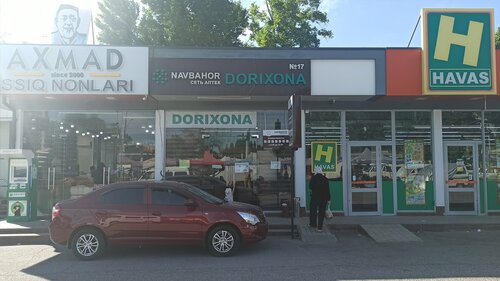 AXMAD
since 2000
SSIQ NONLARI
NAVBAHOR
СЕТЬ АПТЕК
DORIXONA
№17
H
HAVAS
DORIXONA
H
HAVAS